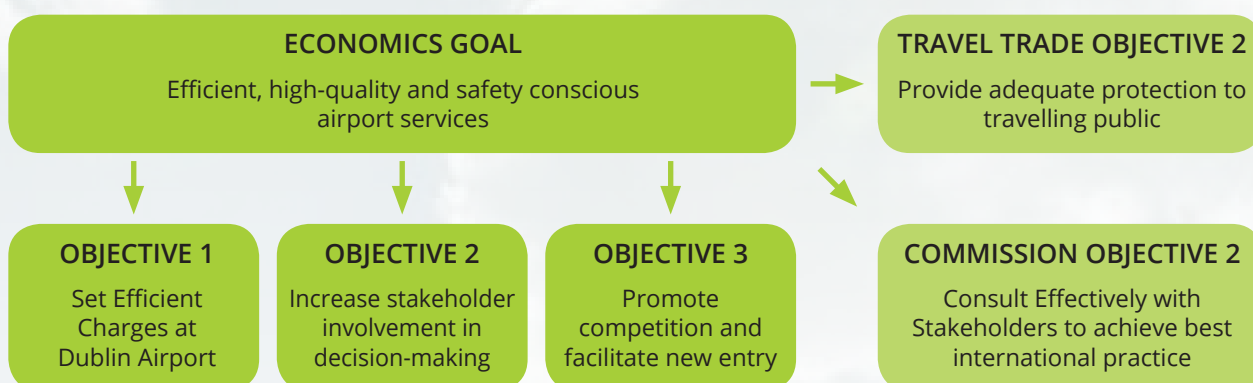 ECONOMICS GOAL
Efficient, high-quality and safety conscious
airport services
TRAVEL TRADE OBJECTIVE 2
Provide adequate protection to
travelling public
OBJECTIVE 1
Set Efficient
Charges at
Dublin Airport
OBJECTIVE 2
Increase stakeholder
involvement in
decision-making
OBJECTIVE 3
Promote
competition and
facilitate new entry
COMMISSION OBJECTIVE 2
Consult Effectively with
Stakeholders to achieve best
international practice